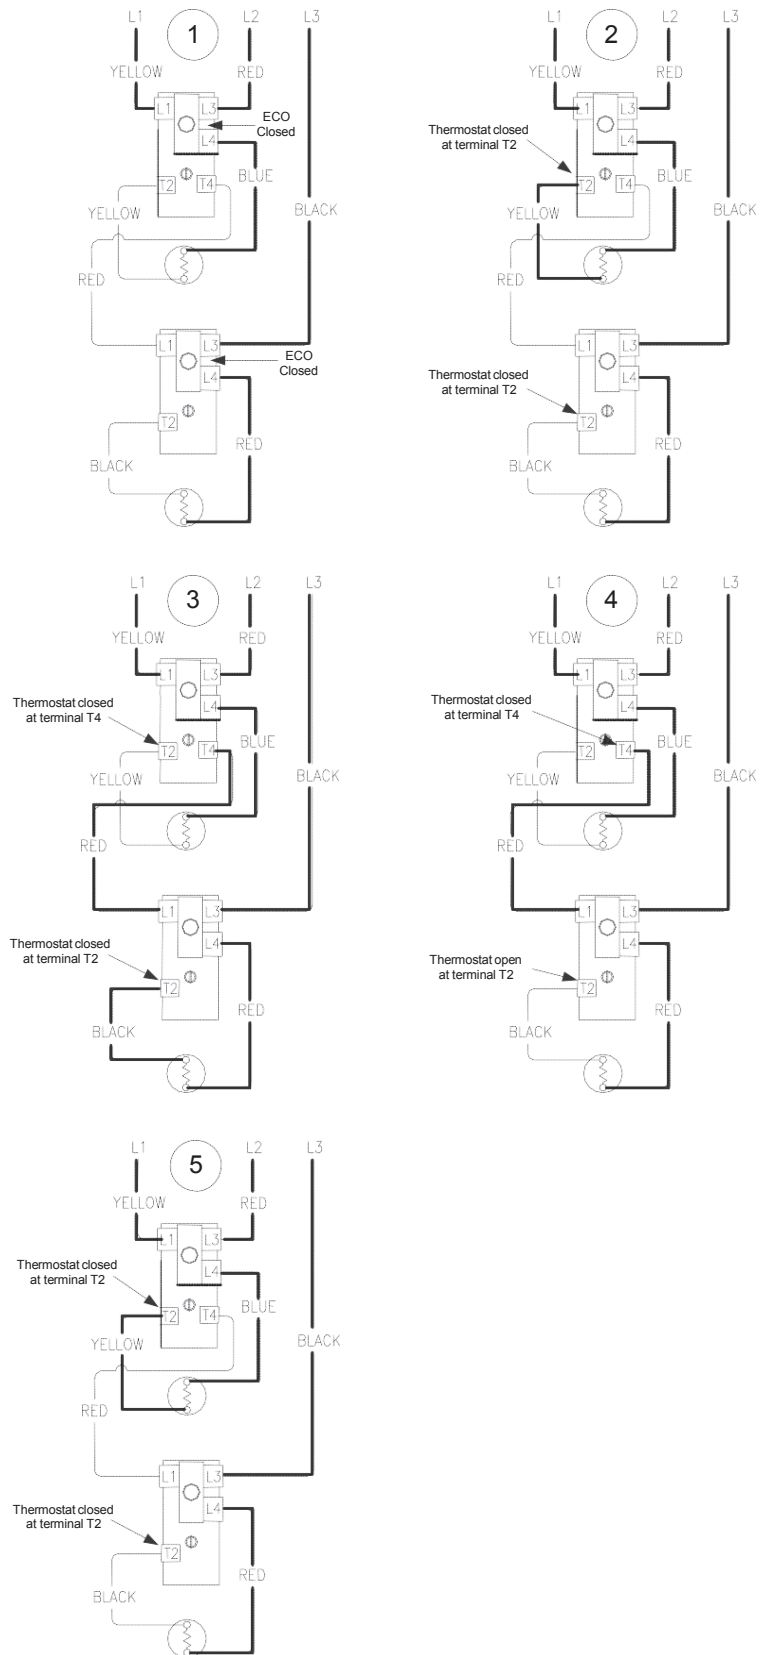 L1 1 L2 L3
YELLOW RED
L1 L3
ECO
Closed
L4
BLUE
T2 T4
YELLOW
BLACK
RED
L1 L3
ECO
Closed
L4
T2
RED
BLACK
L1 2 L2 L3
YELLOW RED
L1 L3
Thermostat closed
at terminal T2
L4
BLUE
T2 T4
YELLOW
BLACK
RED
L1 L3
Thermostat closed
at terminal T2
L4
T2
RED
BLACK
L1 3 L2 L3
YELLOW RED
L1 L3
Thermostat closed
at terminal T4
L4
BLUE
T2 T4
YELLOW
BLACK
RED
L1 L3
Thermostat closed
at terminal T2
L4
T2
RED
BLACK
L1 4 L2 L3
YELLOW RED
L1 L3
Thermostat closed
at terminal T4
L4
BLUE
T2 T4
YELLOW
BLACK
RED
L1 L3
Thermostat open
at terminal T2
L4
T2
RED
BLACK
L1 5 L2 L3
YELLOW RED
L1 L3
Thermostat closed
at terminal T2
L4
BLUE
T2 T4
YELLOW
BLACK
RED
L1 L3
Thermostat closed
at terminal T2
L4
T2
RED
BLACK